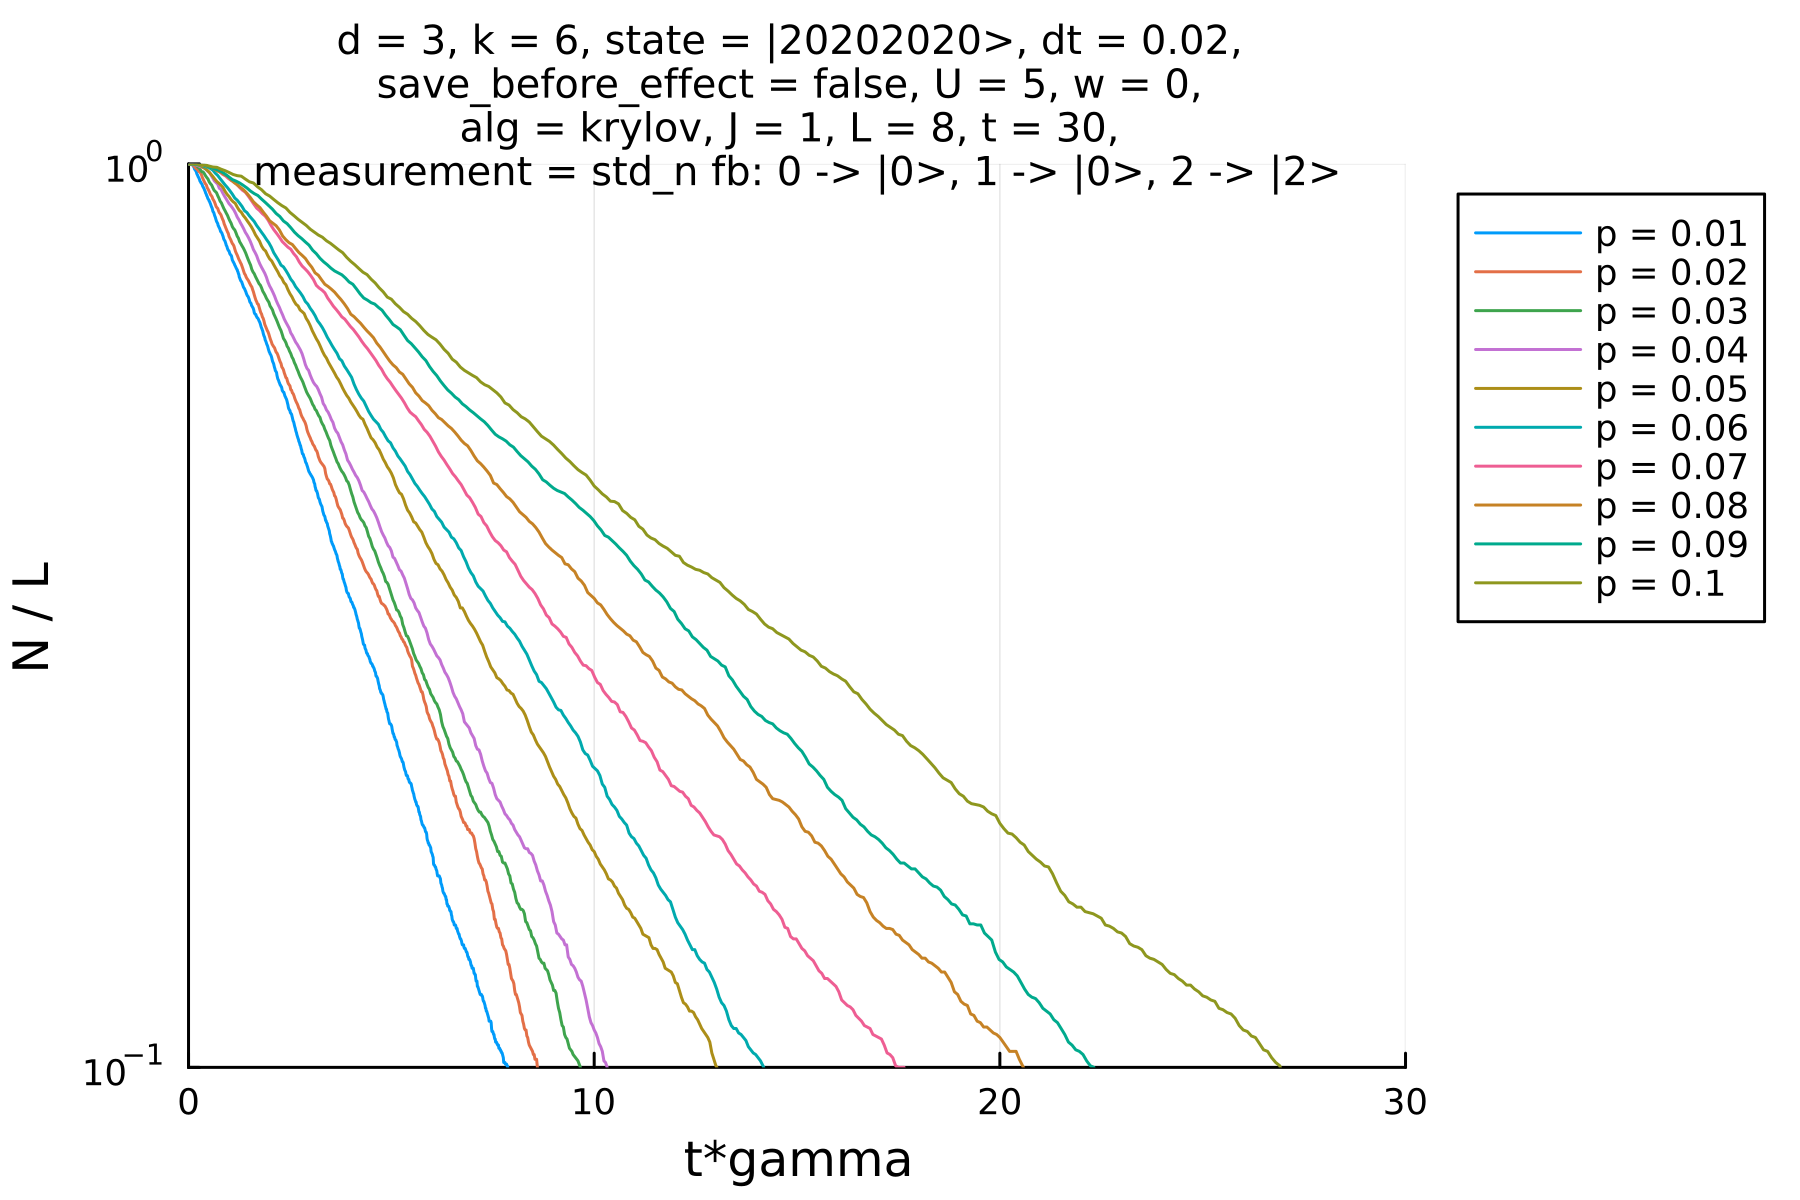 d = 3, k = 6, state = |20202020>, dt = 0.02,
save_before_effect = false, U = 5, w = 0,
alg = krylov, J = 1, L = 8, t = 30,
measurement = std_n fb: 0 -> |0>, 1 -> |0>, 2 -> |2>
10⁰
10⁻¹
N / L
0 10 20 30
t*gamma
p = 0.01
p = 0.02
p = 0.03
p = 0.04
p = 0.05
p = 0.06
p = 0.07
p = 0.08
p = 0.09
p = 0.1